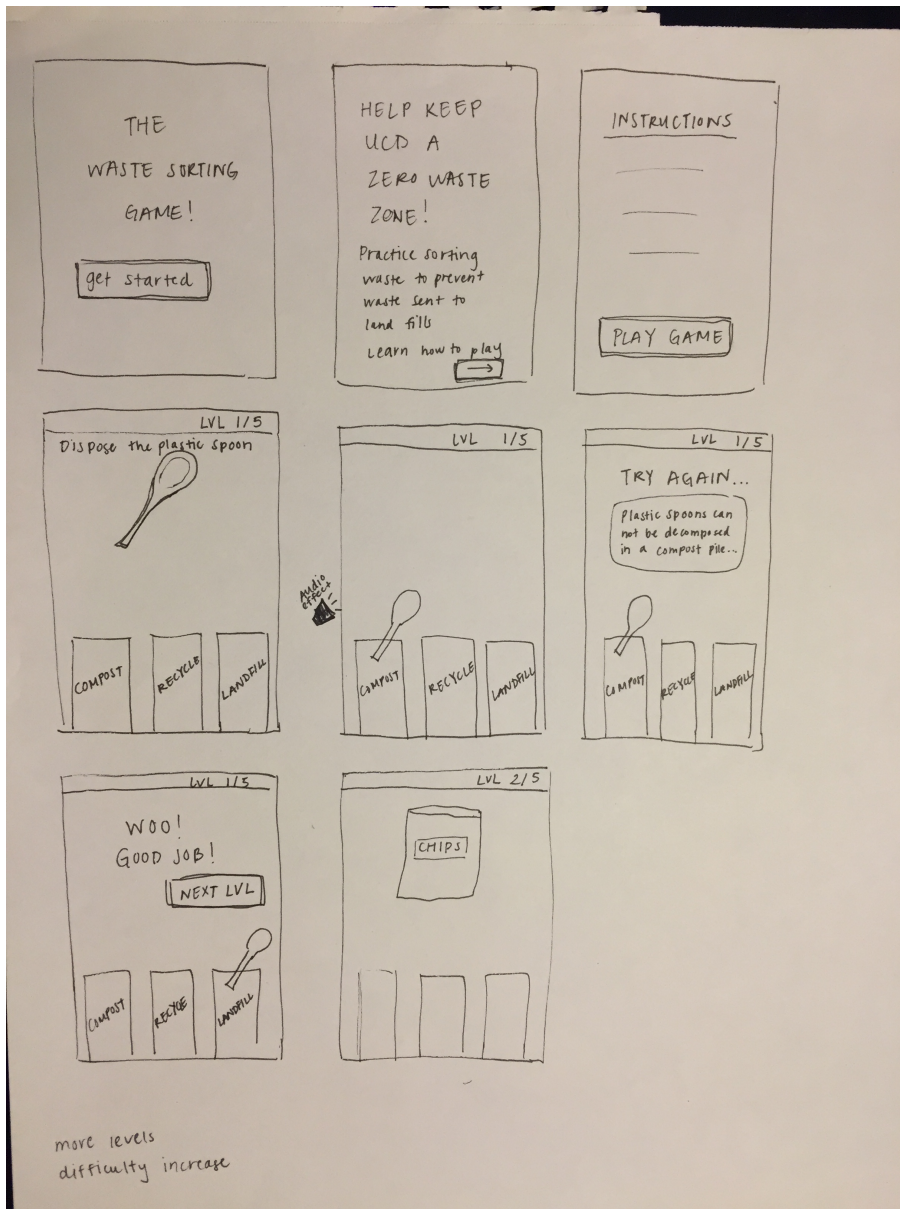 THE
WASTE SORTING
GAME!
get started
HELP KEEP
UCD A
ZERO WASTE
ZONE!
Practice sorting
waste to prevent
waste sent to
land fills
Learn how to play
INSTRUCTIONS
PLAY GAME
LVL 1/5
Dispose the plastic spoon
COMPOST
RECYCLE
LANDFILL
LVL 1/5
Audio
effect
COMPOST
RECYCLE
LANDFILL
LVL 1/5
TRY AGAIN...
Plastic spoons can
not be decomposed
in a compost pile...
COMPOST
RECYCLE
LANDFILL
LVL 1/5
WOO!
GOOD JOB!
NEXT LVL
COMPOST
RECYCLE
LANDFILL
LVL 2/5
CHIPS
more levels
difficulty increase